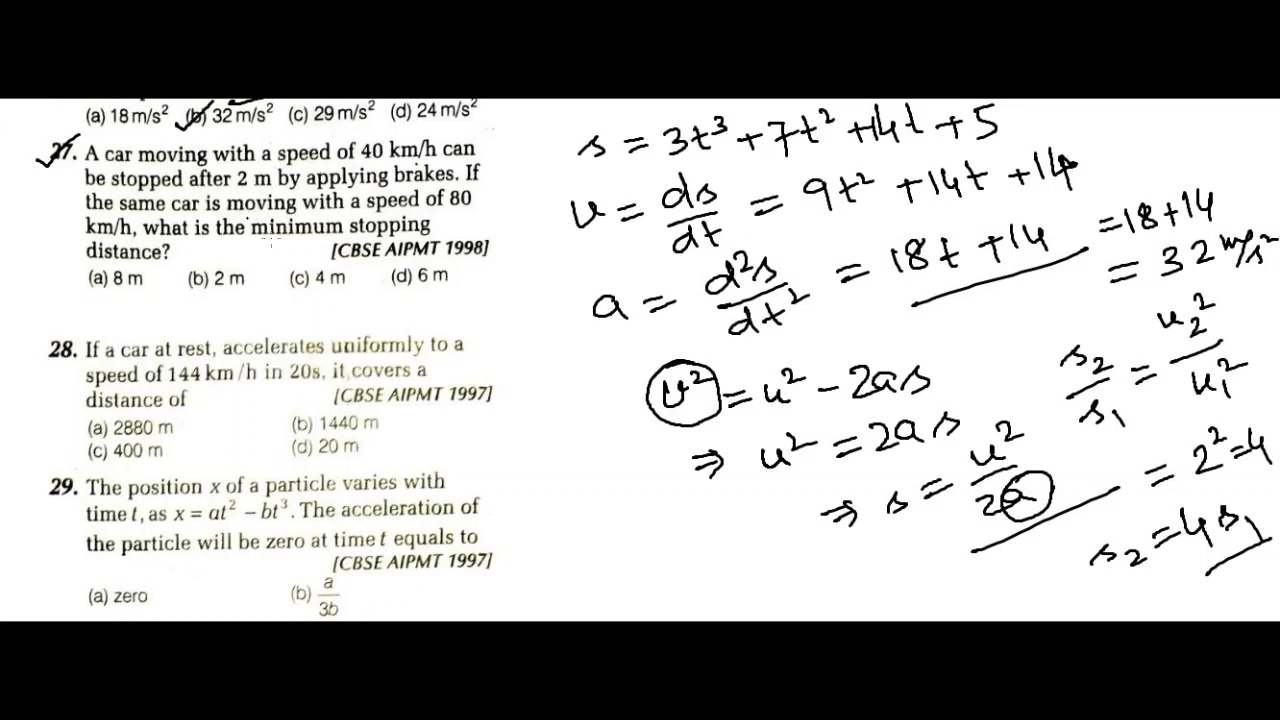 (a) 18 m/s² (b) 32 m/s² (c) 29 m/s² (d) 24 m/s²
27. A car moving with a speed of 40 km/h can
be stopped after 2 m by applying brakes. If
the same car is moving with a speed of 80
km/h, what is the minimum stopping
distance? [CBSE AIPMT 1998]
(a) 8 m (b) 2 m (c) 4 m (d) 6 m
28. If a car at rest, accelerates uniformly to a
speed of 144 km/h in 20s, it covers a
distance of [CBSE AIPMT 1997]
(a) 2880 m (b) 1440 m
(c) 400 m (d) 20 m
29. The position x of a particle varies with
time t, as x = at² – bt³. The acceleration of
the particle will be zero at time t equals to
[CBSE AIPMT 1997]
(a) zero (b) a/3b
s = 3t³ + 7t² + 14t + 5
v = ds/dt = 9t² + 14t + 14
a = d²s/dt² = 18t + 14 = 18 + 14
= 32 m/s²
v² = u² - 2as
⇒ u² = 2as
⇒ s = u²/2a
s₂/s₁ = u₂²/u₁²
= 2² = 4
s₂ = 4s₁